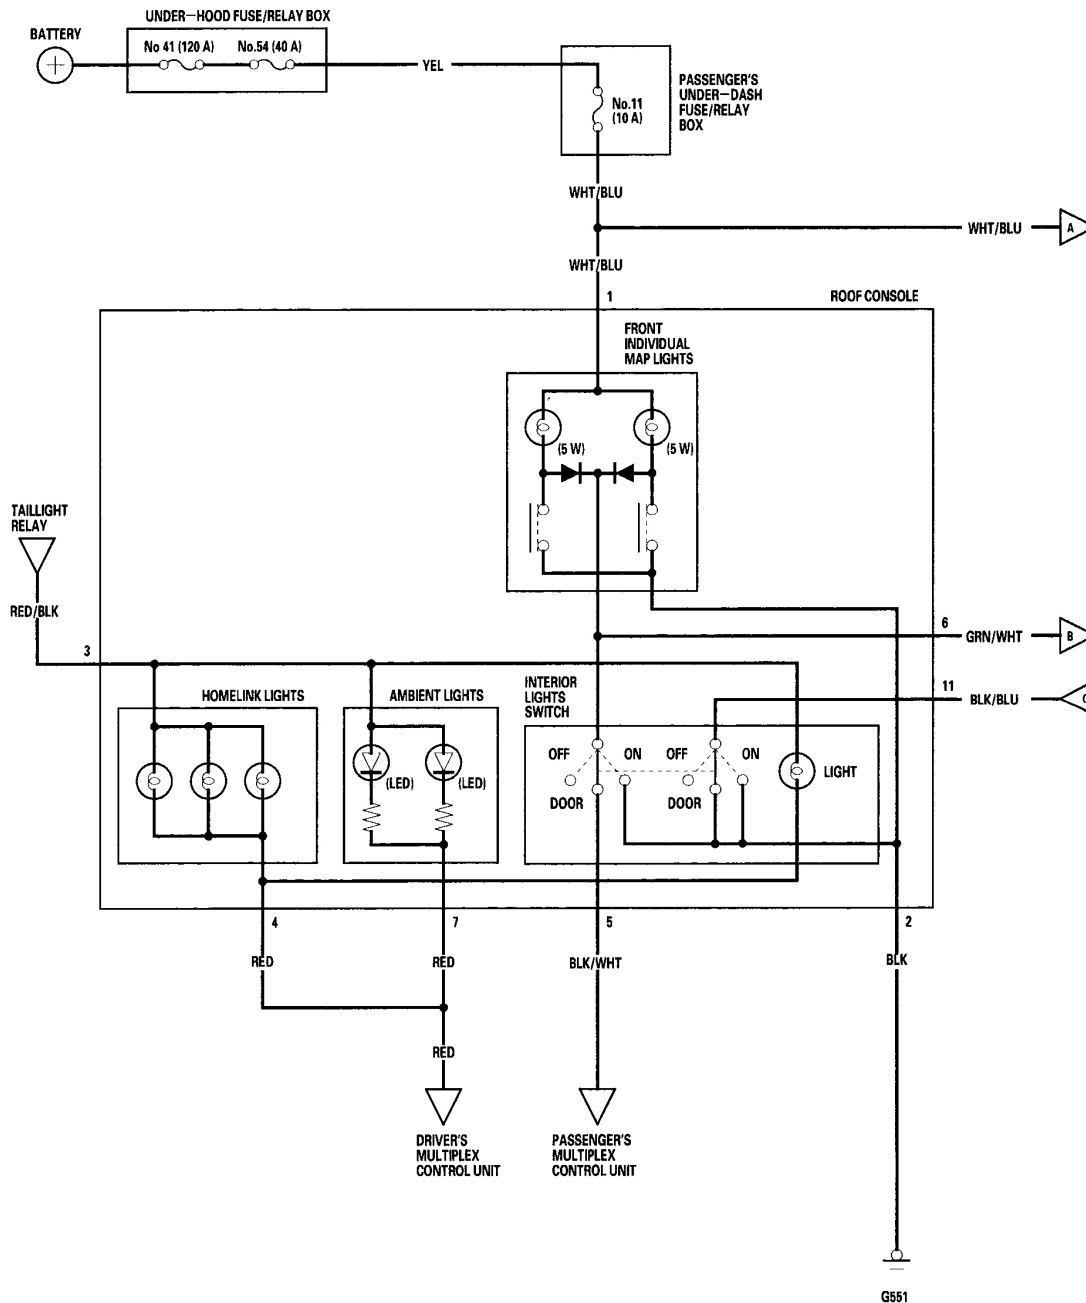 UNDER-HOOD FUSE/RELAY BOX
BATTERY
No 41 (120 A)
No.54 (40 A)
YEL
No.11
(10 A)
PASSENGER'S
UNDER-DASH
FUSE/RELAY
BOX
WHT/BLU
WHT/BLU
A
WHT/BLU
1
ROOF CONSOLE
FRONT
INDIVIDUAL
MAP LIGHTS
(5 W)
(5 W)
TAILLIGHT
RELAY
RED/BLK
6
GRN/WHT
B
3
HOMELINK LIGHTS
AMBIENT LIGHTS
INTERIOR
LIGHTS
SWITCH
11
BLK/BLU
C
OFF
ON
OFF
ON
(LED)
(LED)
LIGHT
DOOR
DOOR
4
7
5
2
RED
RED
BLK/WHT
BLK
RED
DRIVER'S
MULTIPLEX
CONTROL UNIT
PASSENGER'S
MULTIPLEX
CONTROL UNIT
G551